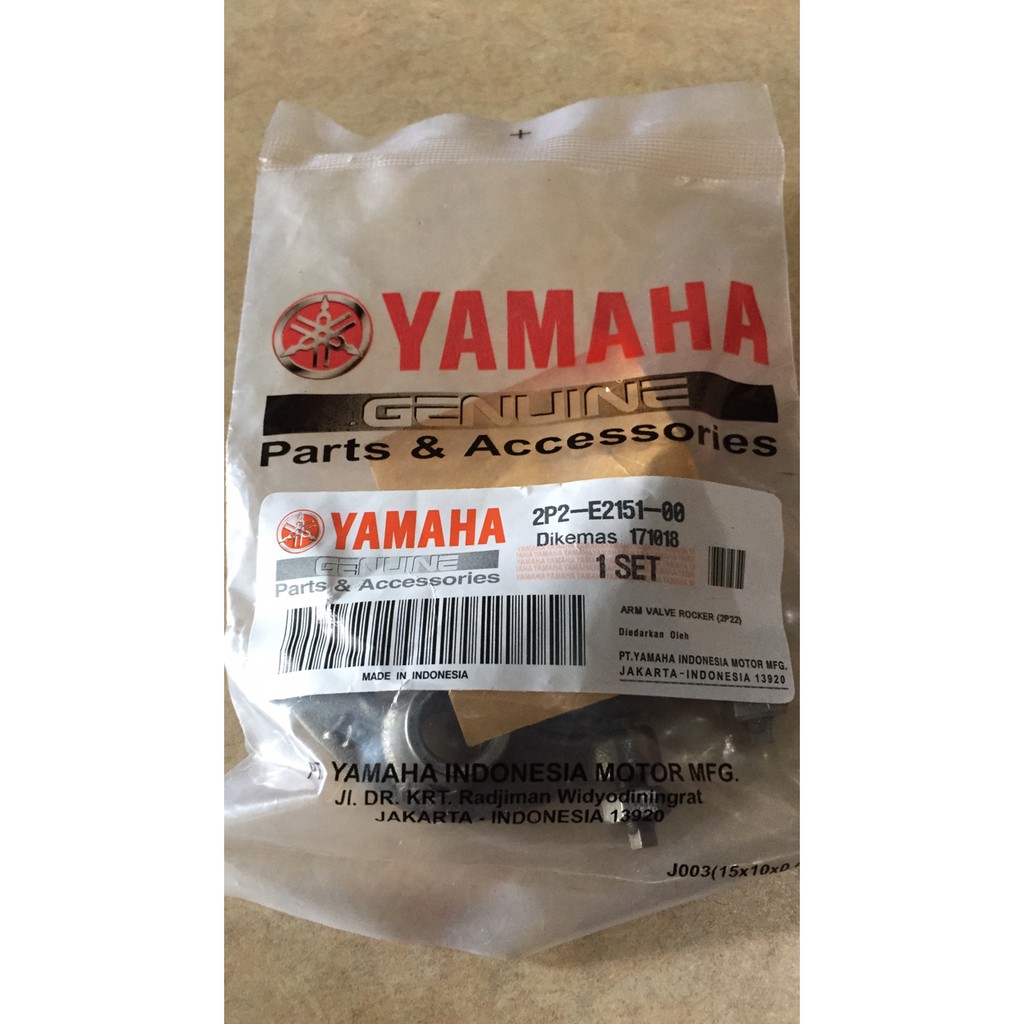 YAMAHA
GENUINE
Parts & Accessories
YAMAHA
GENUINE
Parts & Accessories
2P2-E2151-00
Dikemas 171018
1 SET
ARM VALVE ROCKER (2P22)
Diedarkan Oleh
PT.YAMAHA INDONESIA MOTOR MFG.
JAKARTA-INDONESIA 13920
MADE IN INDONESIA
PT. YAMAHA INDONESIA MOTOR MFG.
Jl. DR. KRT. Radjiman Widyodiningrat
JAKARTA - INDONESIA 13920